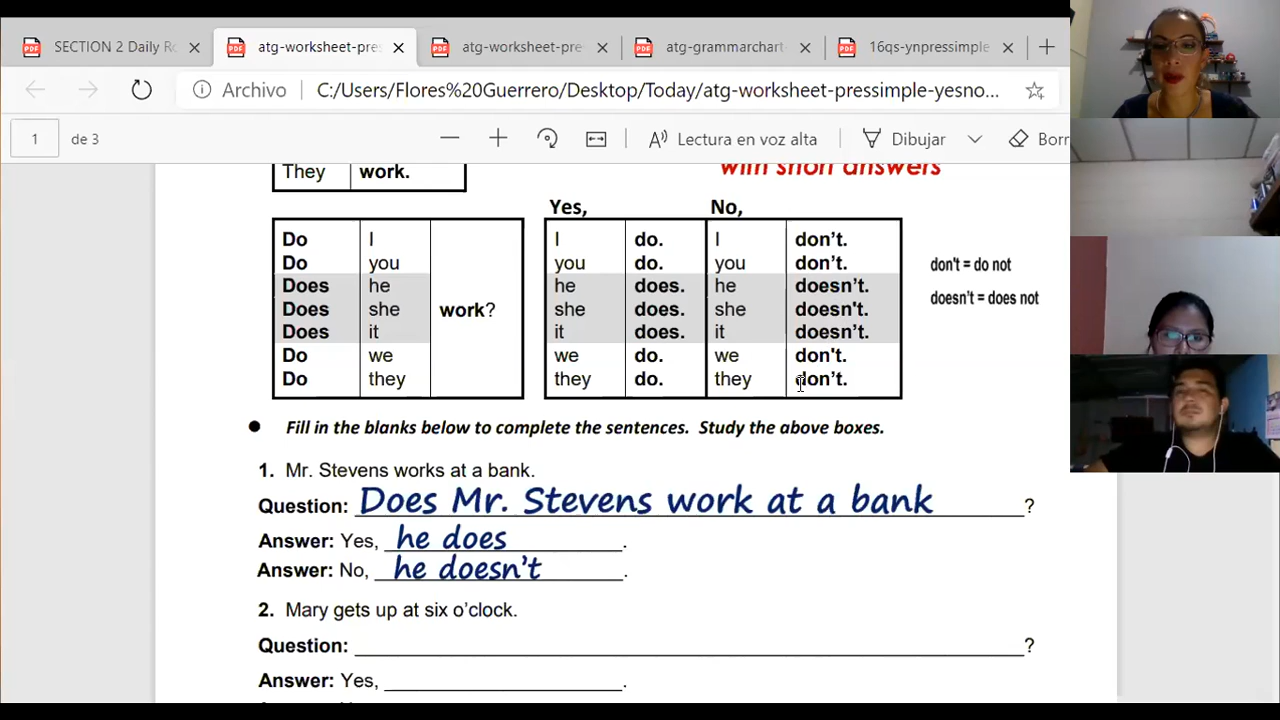 SECTION 2 Daily Ro
atg-worksheet-pres
atg-worksheet-pre
atg-grammarchart
16qs-ynpressimple
Archivo
C:/Users/Flores%20Guerrero/Desktop/Today/atg-worksheet-pressimple-yesno...
1 de 3
Lectura en voz alta
Dibujar
Borr
They work.
with short answers
Yes, No,
Do I I do. I don't.
Do you you do. you don't.
Does he he does. he doesn't.
Does she work? she does. she doesn't.
Does it it does. it doesn't.
Do we we do. we don't.
Do they they do. they don't.
don't = do not
doesn't = does not
● Fill in the blanks below to complete the sentences. Study the above boxes.
1. Mr. Stevens works at a bank.
Question: Does Mr. Stevens work at a bank ?
Answer: Yes, he does .
Answer: No, he doesn't .
2. Mary gets up at six o'clock.
Question: ?
Answer: Yes, .